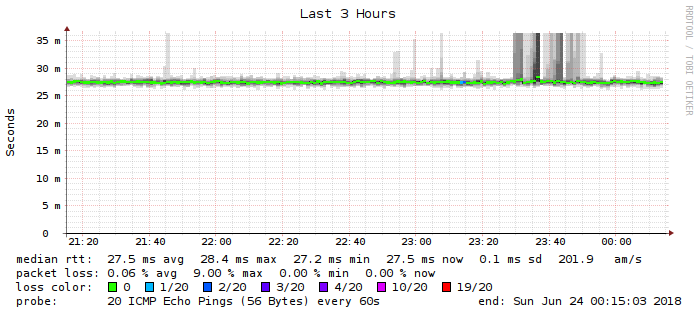 Last 3 Hours
RRDTOOL / TOBI OETIKER
Seconds
35 m
30 m
25 m
20 m
15 m
10 m
5 m
0
21:20 21:40 22:00 22:20 22:40 23:00 23:20 23:40 00:00
median rtt: 27.5 ms avg 28.4 ms max 27.2 ms min 27.5 ms now 0.1 ms sd 201.9 am/s
packet loss: 0.06 % avg 9.00 % max 0.00 % min 0.00 % now
loss color: 0 1/20 2/20 3/20 4/20 10/20 19/20
probe: 20 ICMP Echo Pings (56 Bytes) every 60s end: Sun Jun 24 00:15:03 2018